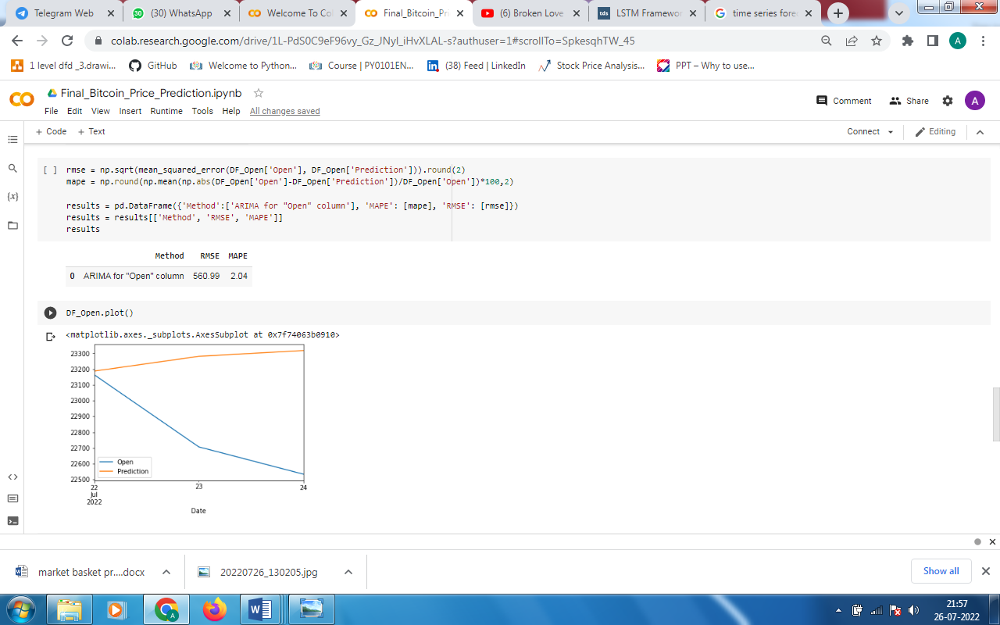 Telegram Web
(30) WhatsApp
Welcome To Co
Final_Bitcoin_Pri
(6) Broken Love
LSTM Framewor
time series fore
colab.research.google.com/drive/1L-PdS0C9eF96vy_Gz_JNyl_iHvXLAL-s?authuser=1#scrollTo=SpkesqhTW_45
A
1 level dfd _3.drawi...
GitHub
Welcome to Python...
Course | PY0101EN...
(38) Feed | LinkedIn
Stock Price Analysis...
PPT – Why to use...
Final_Bitcoin_Price_Prediction.ipynb
Comment
Share
A
File Edit View Insert Runtime Tools Help All changes saved
+ Code + Text
Connect
Editing
[ ] rmse = np.sqrt(mean_squared_error(DF_Open['Open'], DF_Open['Prediction'])).round(2)
mape = np.round(np.mean(np.abs(DF_Open['Open']-DF_Open['Prediction'])/DF_Open['Open'])*100,2)
results = pd.DataFrame({'Method':['ARIMA for "Open" column'], 'MAPE': [mape], 'RMSE': [rmse]})
results = results[['Method', 'RMSE', 'MAPE']]
results
Method RMSE MAPE
0 ARIMA for "Open" column 560.99 2.04
DF_Open.plot()
<matplotlib.axes._subplots.AxesSubplot at 0x7f74063b0910>
23300
23200
23100
23000
22900
22800
22700
22600
22500
Open
Prediction
22 23 24
Jul
2022
Date
market basket pr....docx
20220726_130205.jpg
Show all
21:57
26-07-2022